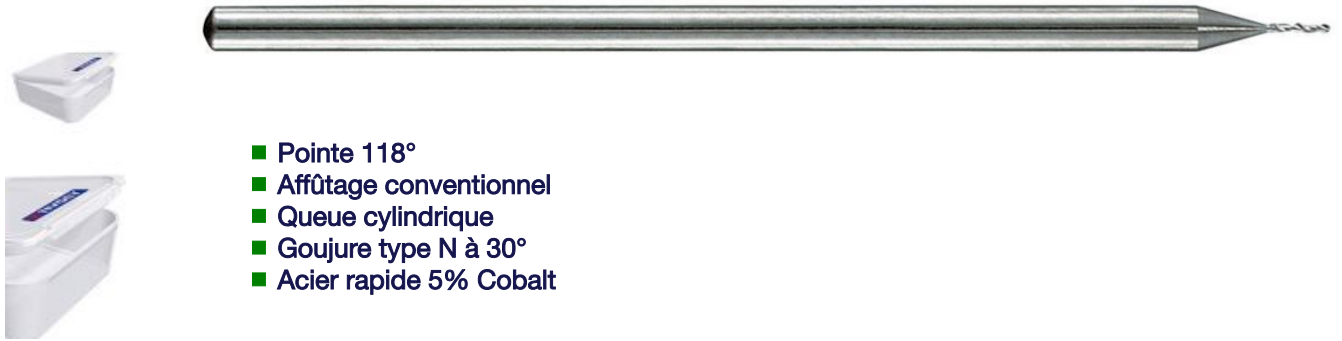 Pointe 118°
Affûtage conventionnel
Queue cylindrique
Goujure type N à 30°
Acier rapide 5% Cobalt